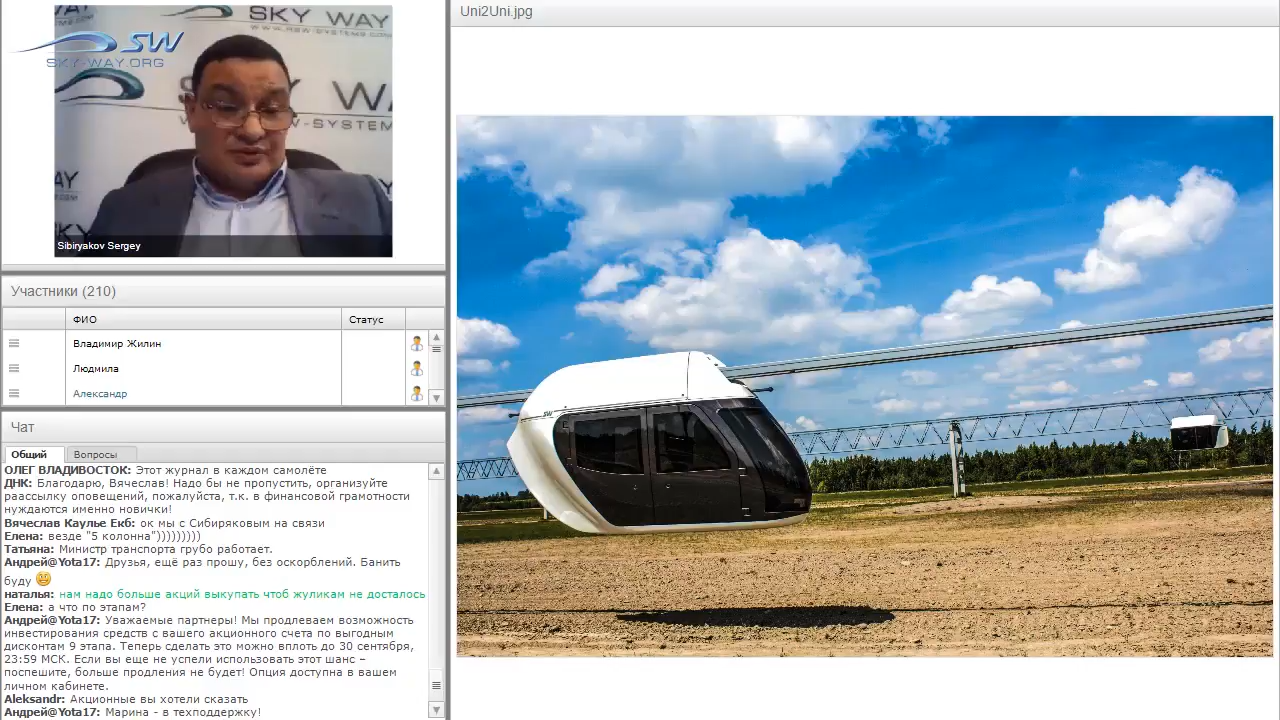 Uni2Uni.jpg
SKY WAY
WWW.RSW-SYSTEMS.COM
SW
SKY-WAY.ORG
Sibiryakov Sergey
Участники (210)
ФИО
Статус
Владимир Жилин
Людмила
Александр
Чат
Общий
Вопросы
ОЛЕГ ВЛАДИВОСТОК: Этот журнал в каждом самолёте
ДНК: Благодарю, Вячеслав! Надо бы не пропустить, организуйте
рассылку оповещений, пожалуйста, т.к. в финансовой грамотности
нуждаются именно новички!
Вячеслав Каулье Екб: ок мы с Сибиряковым на связи
Елена: везде "5 колонна")))))))))
Татьяна: Министр транспорта грубо работает.
Андрей@Yota17: Друзья, ещё раз прошу, без оскорблений. Банить
буду
наталья: нам надо больше акций выкупать чтоб жуликам не досталось
Елена: а что по этапам?
Андрей@Yota17: Уважаемые партнеры! Мы продлеваем возможность
инвестирования средств с вашего акционного счета по выгодным
дисконтам 9 этапа. Теперь сделать это можно вплоть до 30 сентября,
23:59 МСК. Если вы еще не успели использовать этот шанс –
поспешите, больше продления не будет! Опция доступна в вашем
личном кабинете.
Aleksandr: Акционные вы хотели сказать
Андрей@Yota17: Марина - в техподдержку!